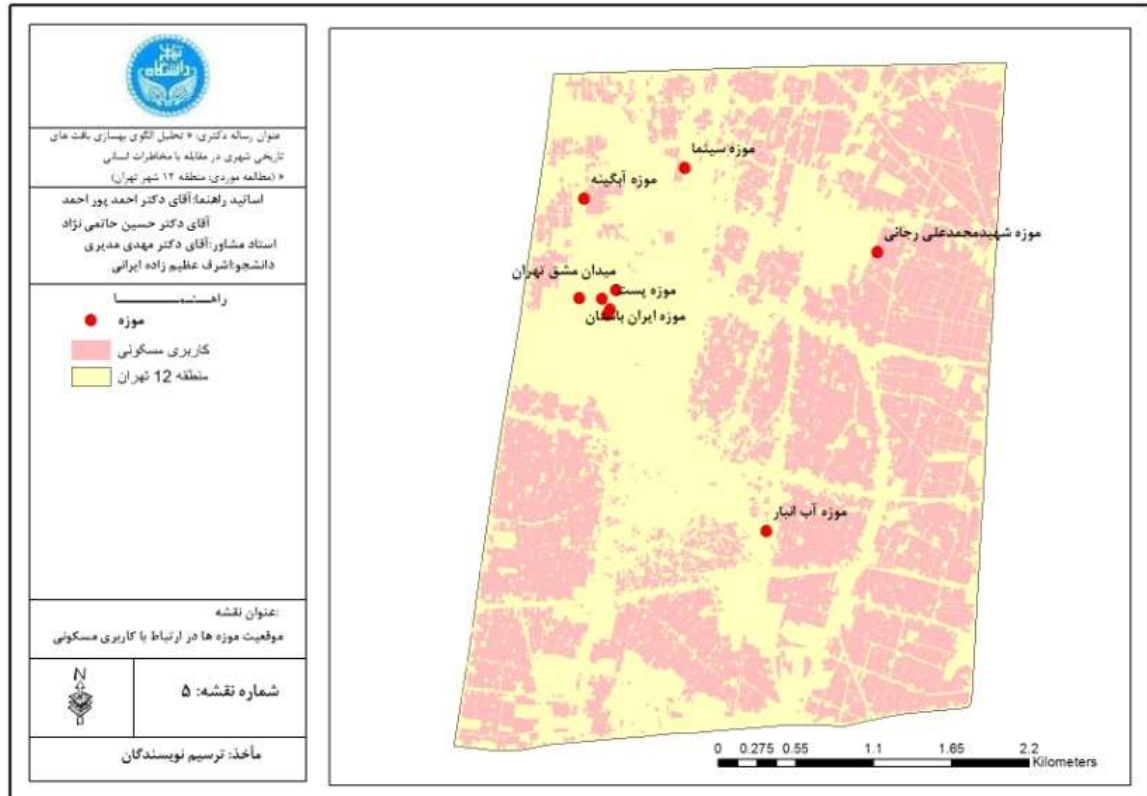 دانشگاه
تهران
عنوان رساله دکتری: « تحلیل الگوی بهسازی بافت های
تاریخی شهری در مقابله با مخاطرات انسانی
« (مطالعه موردی: منطقه ۱۲ شهر تهران)
اساتید راهنما:آقای دکتر احمد پور احمد
آقای دکتر حسین حاتمی نژاد
استاد مشاور:آقای دکتر مهدی مدیری
دانشجو:اشرف عظیم زاده ایرانی
راهنما
موزه
کاربری مسکونی
منطقه 12 تهران
عنوان نقشه:
موقعیت موزه ها در ارتباط با کاربری مسکونی
N
شماره نقشه: ۵
مأخذ: ترسیم نویسندگان
موزه سینما
موزه آبگینه
موزه شهیدمحمدعلی رجائی
میدان مشق تهران
موزه پست
موزه ایران باستان
موزه آب انبار
0 0.275 0.55 1.1 1.65 2.2
Kilometers